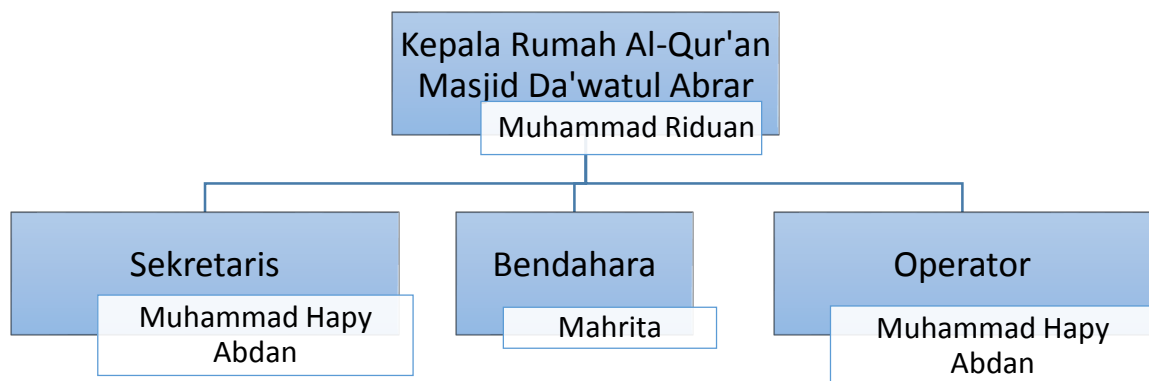 Kepala Rumah Al-Qur'an
Masjid Da'watul Abrar
Muhammad Riduan
Sekretaris
Muhammad Hapy
Abdan
Bendahara
Mahrita
Operator
Muhammad Hapy
Abdan